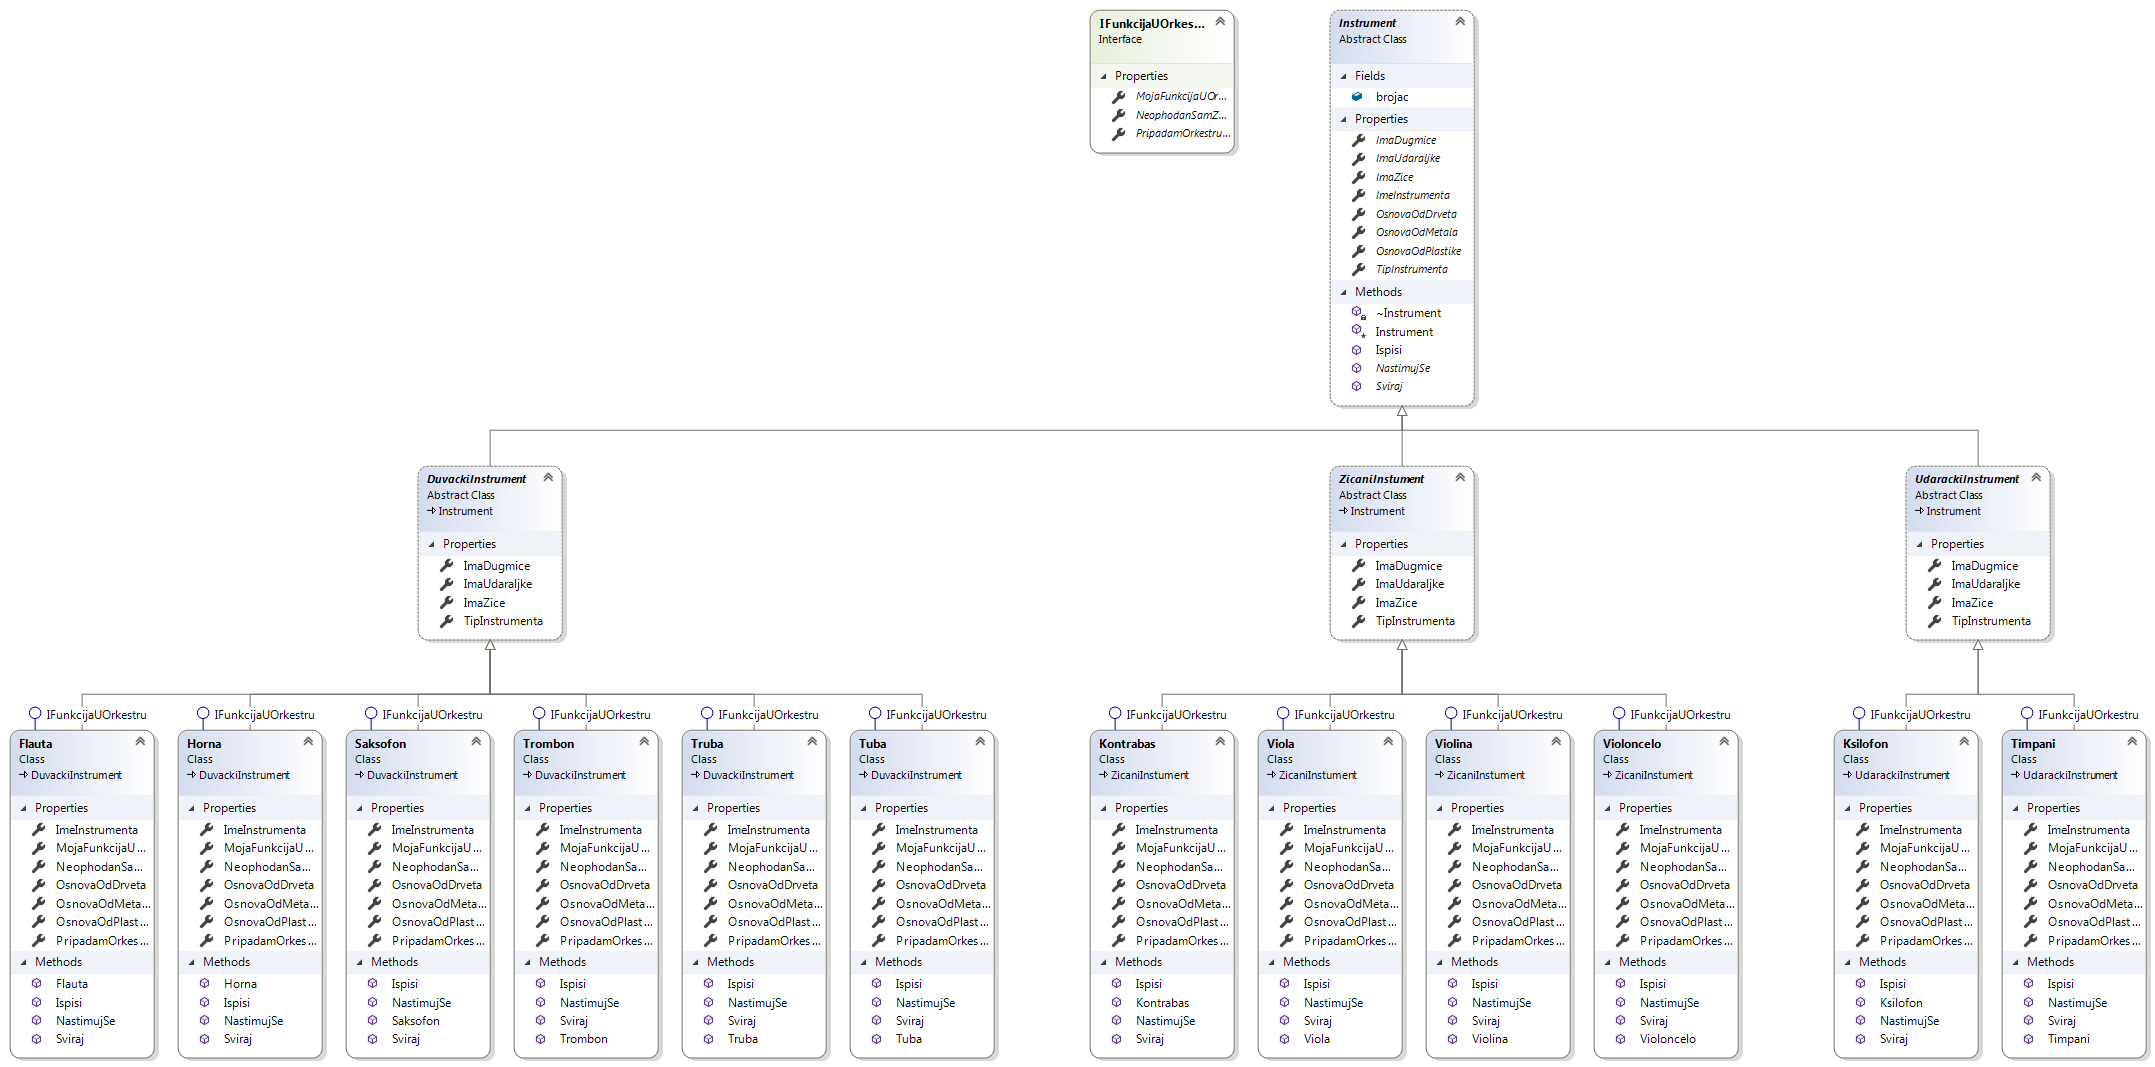 IFunkcijaUOrkes...
Interface
Properties
MojaFunkcijaUOr...
NeophodanSamZ...
PripadamOrkestru...
Instrument
Abstract Class
Fields
brojac
Properties
ImaDugmice
ImaUdaraljke
ImaZice
ImeInstrumenta
OsnovaOdDrveta
OsnovaOdMetala
OsnovaOdPlastike
TipInstrumenta
Methods
~Instrument
Instrument
Ispisi
NastimujSe
Sviraj
DuvackiInstrument
Abstract Class
Instrument
Properties
ImaDugmice
ImaUdaraljke
ImaZice
TipInstrumenta
ZicaniInstument
Abstract Class
Instrument
Properties
ImaDugmice
ImaUdaraljke
ImaZice
TipInstrumenta
UdarackiInstrument
Abstract Class
Instrument
Properties
ImaDugmice
ImaUdaraljke
ImaZice
TipInstrumenta
IFunkcijaUOrkestru
Flauta
Class
DuvackiInstrument
Properties
ImeInstrumenta
MojaFunkcijaU...
NeophodanSa...
OsnovaOdDrveta
OsnovaOdMeta...
OsnovaOdPlast...
PripadamOrkes...
Methods
Flauta
Ispisi
NastimujSe
Sviraj
IFunkcijaUOrkestru
Horna
Class
DuvackiInstrument
Properties
ImeInstrumenta
MojaFunkcijaU...
NeophodanSa...
OsnovaOdDrveta
OsnovaOdMeta...
OsnovaOdPlast...
PripadamOrkes...
Methods
Horna
Ispisi
NastimujSe
Sviraj
IFunkcijaUOrkestru
Saksofon
Class
DuvackiInstrument
Properties
ImeInstrumenta
MojaFunkcijaU...
NeophodanSa...
OsnovaOdDrveta
OsnovaOdMeta...
OsnovaOdPlast...
PripadamOrkes...
Methods
Ispisi
NastimujSe
Saksofon
Sviraj
IFunkcijaUOrkestru
Trombon
Class
DuvackiInstrument
Properties
ImeInstrumenta
MojaFunkcijaU...
NeophodanSa...
OsnovaOdDrveta
OsnovaOdMeta...
OsnovaOdPlast...
PripadamOrkes...
Methods
Ispisi
NastimujSe
Sviraj
Trombon
IFunkcijaUOrkestru
Truba
Class
DuvackiInstrument
Properties
ImeInstrumenta
MojaFunkcijaU...
NeophodanSa...
OsnovaOdDrveta
OsnovaOdMeta...
OsnovaOdPlast...
PripadamOrkes...
Methods
Ispisi
NastimujSe
Sviraj
Truba
IFunkcijaUOrkestru
Tuba
Class
DuvackiInstrument
Properties
ImeInstrumenta
MojaFunkcijaU...
NeophodanSa...
OsnovaOdDrveta
OsnovaOdMeta...
OsnovaOdPlast...
PripadamOrkes...
Methods
Ispisi
NastimujSe
Sviraj
Tuba
IFunkcijaUOrkestru
Kontrabas
Class
ZicaniInstument
Properties
ImeInstrumenta
MojaFunkcijaU...
NeophodanSa...
OsnovaOdDrveta
OsnovaOdMeta...
OsnovaOdPlast...
PripadamOrkes...
Methods
Ispisi
Kontrabas
NastimujSe
Sviraj
IFunkcijaUOrkestru
Viola
Class
ZicaniInstument
Properties
ImeInstrumenta
MojaFunkcijaU...
NeophodanSa...
OsnovaOdDrveta
OsnovaOdMeta...
OsnovaOdPlast...
PripadamOrkes...
Methods
Ispisi
NastimujSe
Sviraj
Viola
IFunkcijaUOrkestru
Violina
Class
ZicaniInstument
Properties
ImeInstrumenta
MojaFunkcijaU...
NeophodanSa...
OsnovaOdDrveta
OsnovaOdMeta...
OsnovaOdPlast...
PripadamOrkes...
Methods
Ispisi
NastimujSe
Sviraj
Violina
IFunkcijaUOrkestru
Violoncelo
Class
ZicaniInstument
Properties
ImeInstrumenta
MojaFunkcijaU...
NeophodanSa...
OsnovaOdDrveta
OsnovaOdMeta...
OsnovaOdPlast...
PripadamOrkes...
Methods
Ispisi
NastimujSe
Sviraj
Violoncelo
IFunkcijaUOrkestru
Ksilofon
Class
UdarackiInstrument
Properties
ImeInstrumenta
MojaFunkcijaU...
NeophodanSa...
OsnovaOdDrveta
OsnovaOdMeta...
OsnovaOdPlast...
PripadamOrkes...
Methods
Ispisi
Ksilofon
NastimujSe
Sviraj
IFunkcijaUOrkestru
Timpani
Class
UdarackiInstrument
Properties
ImeInstrumenta
MojaFunkcijaU...
NeophodanSa...
OsnovaOdDrveta
OsnovaOdMeta...
OsnovaOdPlast...
PripadamOrkes...
Methods
Ispisi
NastimujSe
Sviraj
Timpani